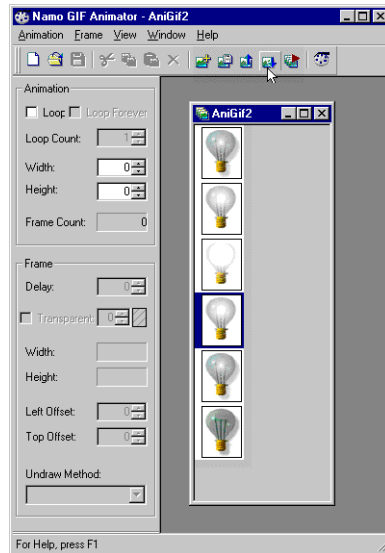 Namo GIF Animator - AniGif2
Animation Frame View Window Help
Animation
Loop Loop Forever
Loop Count: 1
Width: 0
Height: 0
Frame Count: 0
AniGif2
Frame
Delay: 0
Transparent: 0
Width:
Height:
Left Offset: 0
Top Offset: 0
Undraw Method:
For Help, press F1